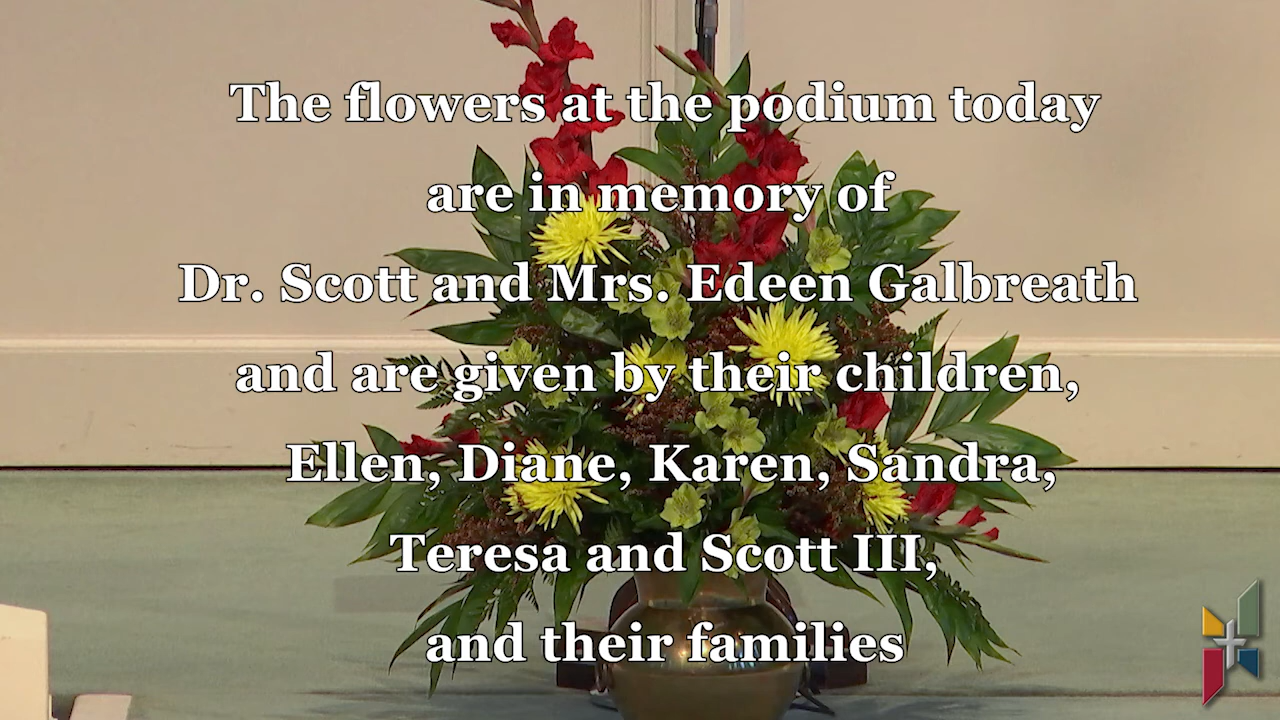 The flowers at the podium today
are in memory of
Dr. Scott and Mrs. Edeen Galbreath
and are given by their children,
Ellen, Diane, Karen, Sandra,
Teresa and Scott III,
and their families